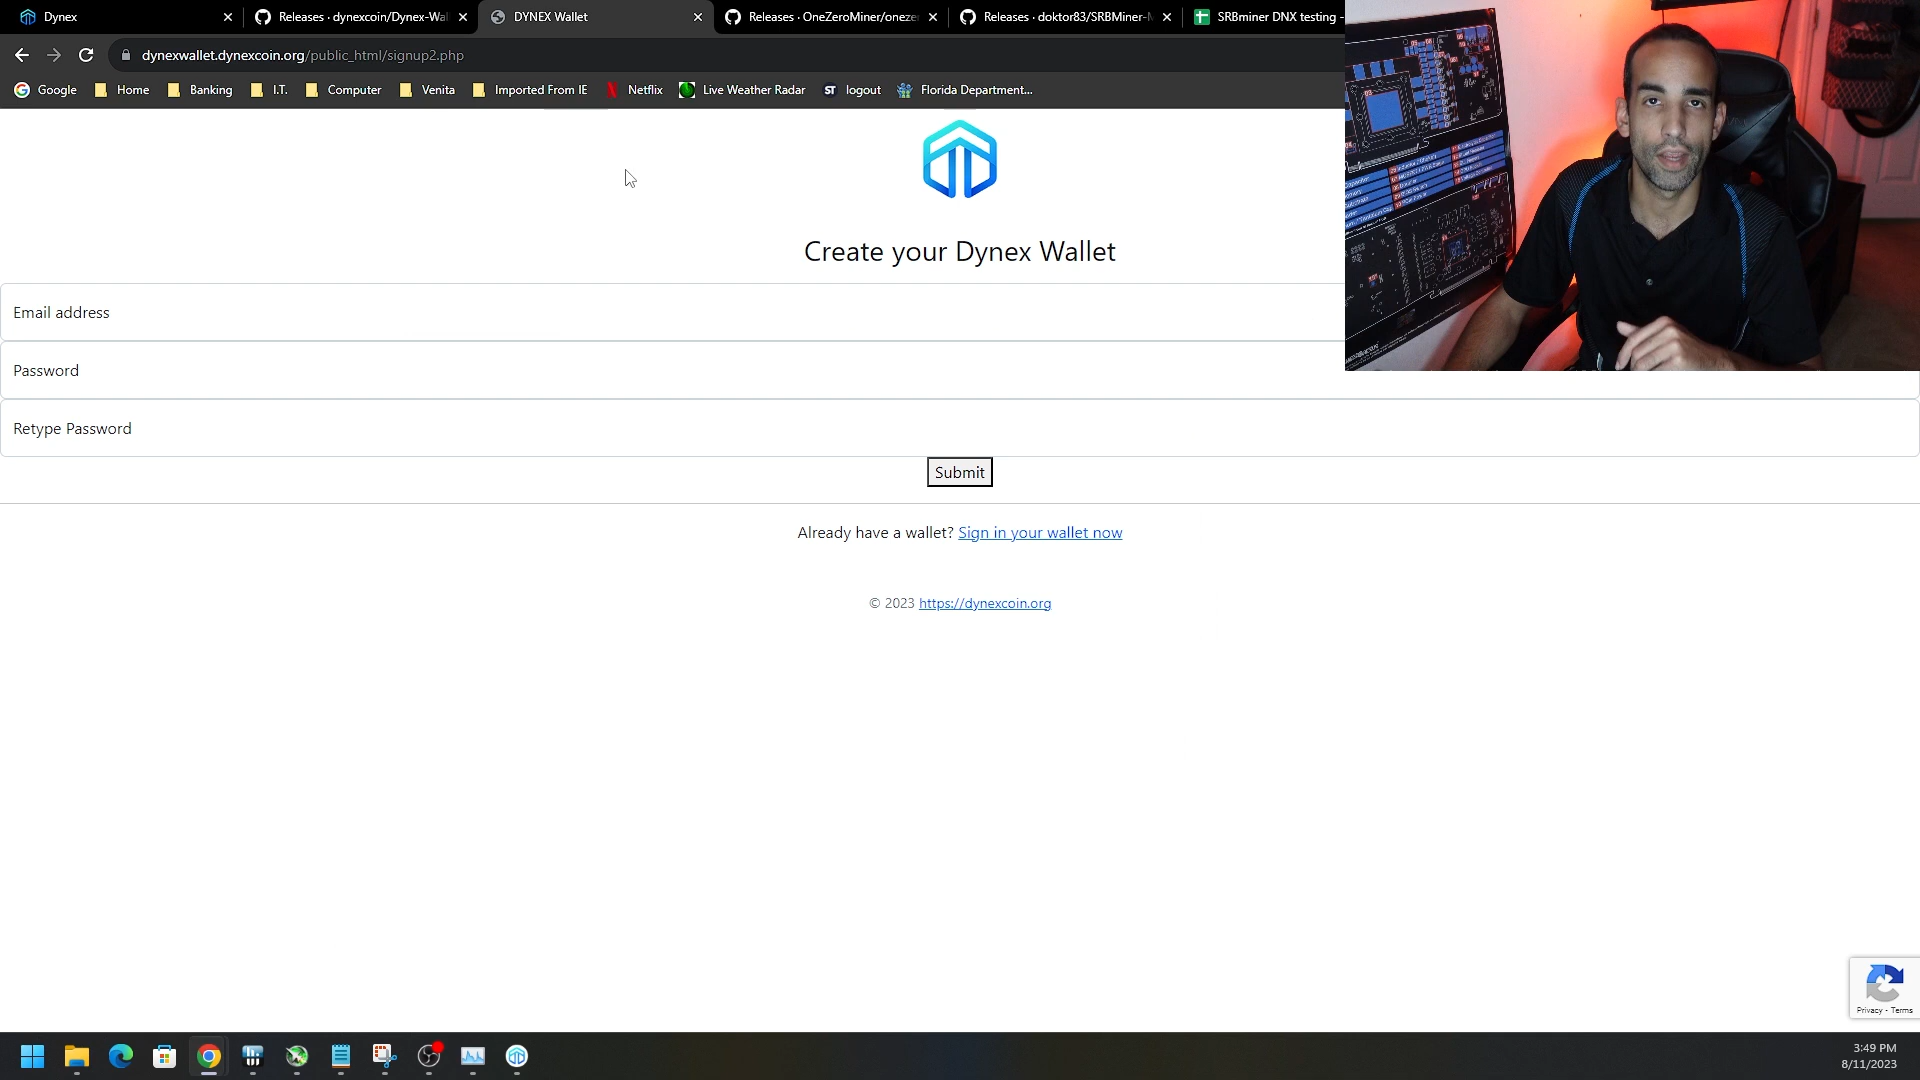 Dynex
Releases · dynexcoin/Dynex-Wal
DYNEX Wallet
Releases · OneZeroMiner/oneze
Releases · doktor83/SRBMiner-M
SRBminer DNX testing -
dynexwallet.dynexcoin.org/public_html/signup2.php
Google
Home
Banking
I.T.
Computer
Venita
Imported From IE
Netflix
Live Weather Radar
ST logout
Florida Department...
Create your Dynex Wallet
Email address
Password
Retype Password
Submit
Already have a wallet? Sign in your wallet now
© 2023 https://dynexcoin.org
Privacy - Terms
3:49 PM
8/11/2023